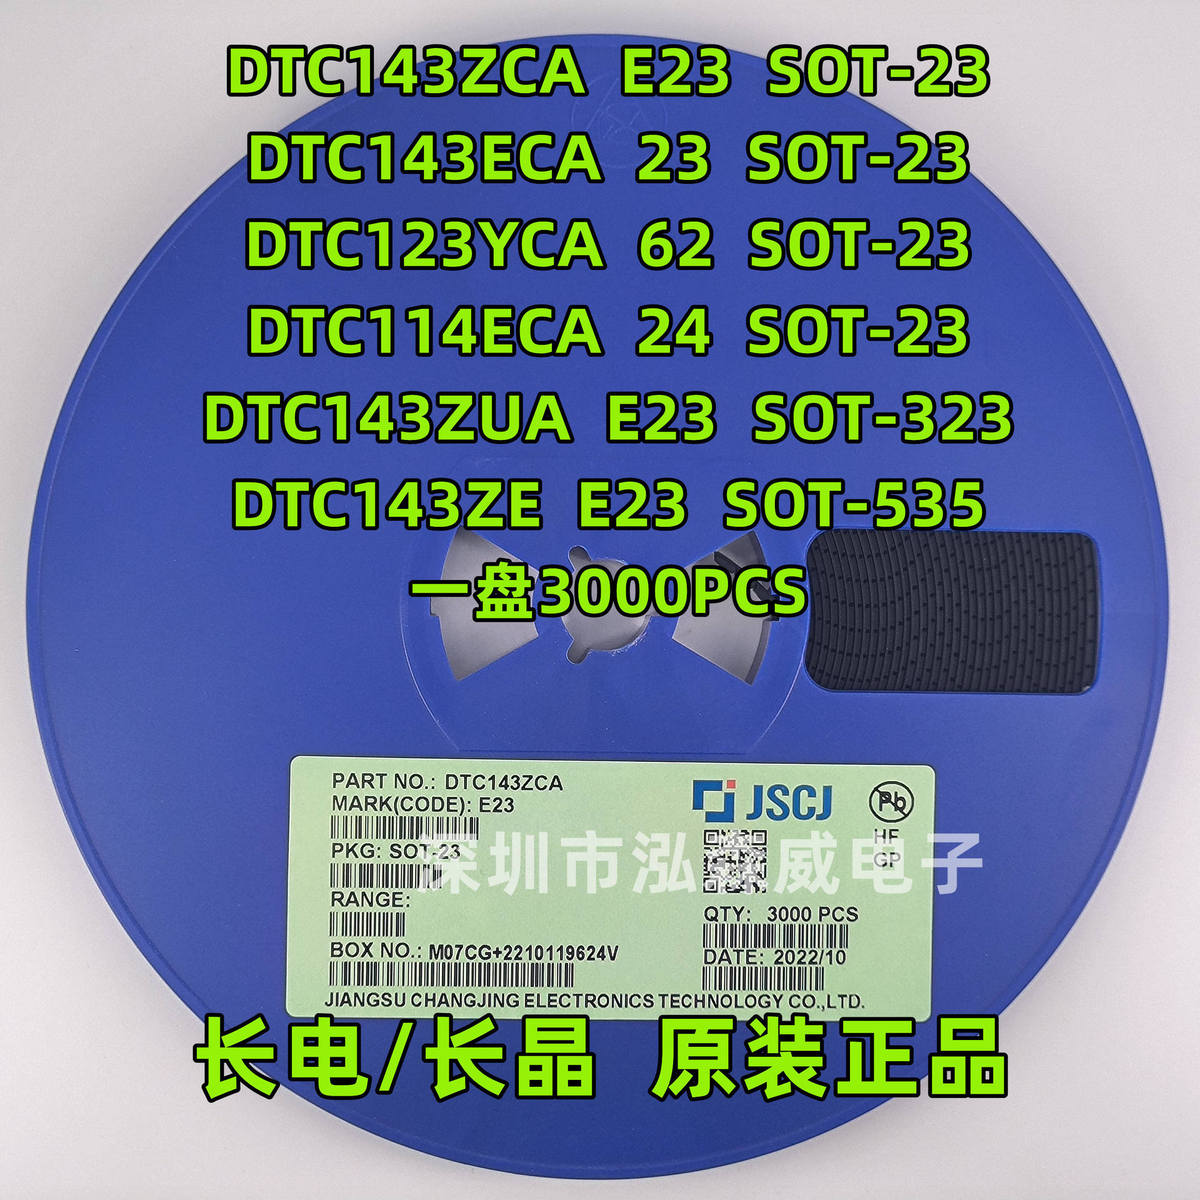 DTC143ZCA E23 SOT-23
DTC143ECA 23 SOT-23
DTC123YCA 62 SOT-23
DTC114ECA 24 SOT-23
DTC143ZUA E23 SOT-323
DTC143ZE E23 SOT-535
一盘3000PCS
PART NO.: DTC143ZCA
MARK(CODE): E23
PKG: SOT-23
RANGE:
BOX NO.: M07CG+2210119624V
JSCJ
Pb
HF
GP
QTY: 3000 PCS
DATE: 2022/10
JIANGSU CHANGJING ELECTRONICS TECHNOLOGY CO.,LTD.
深圳市泓 威电子
长电/长晶 原装正品